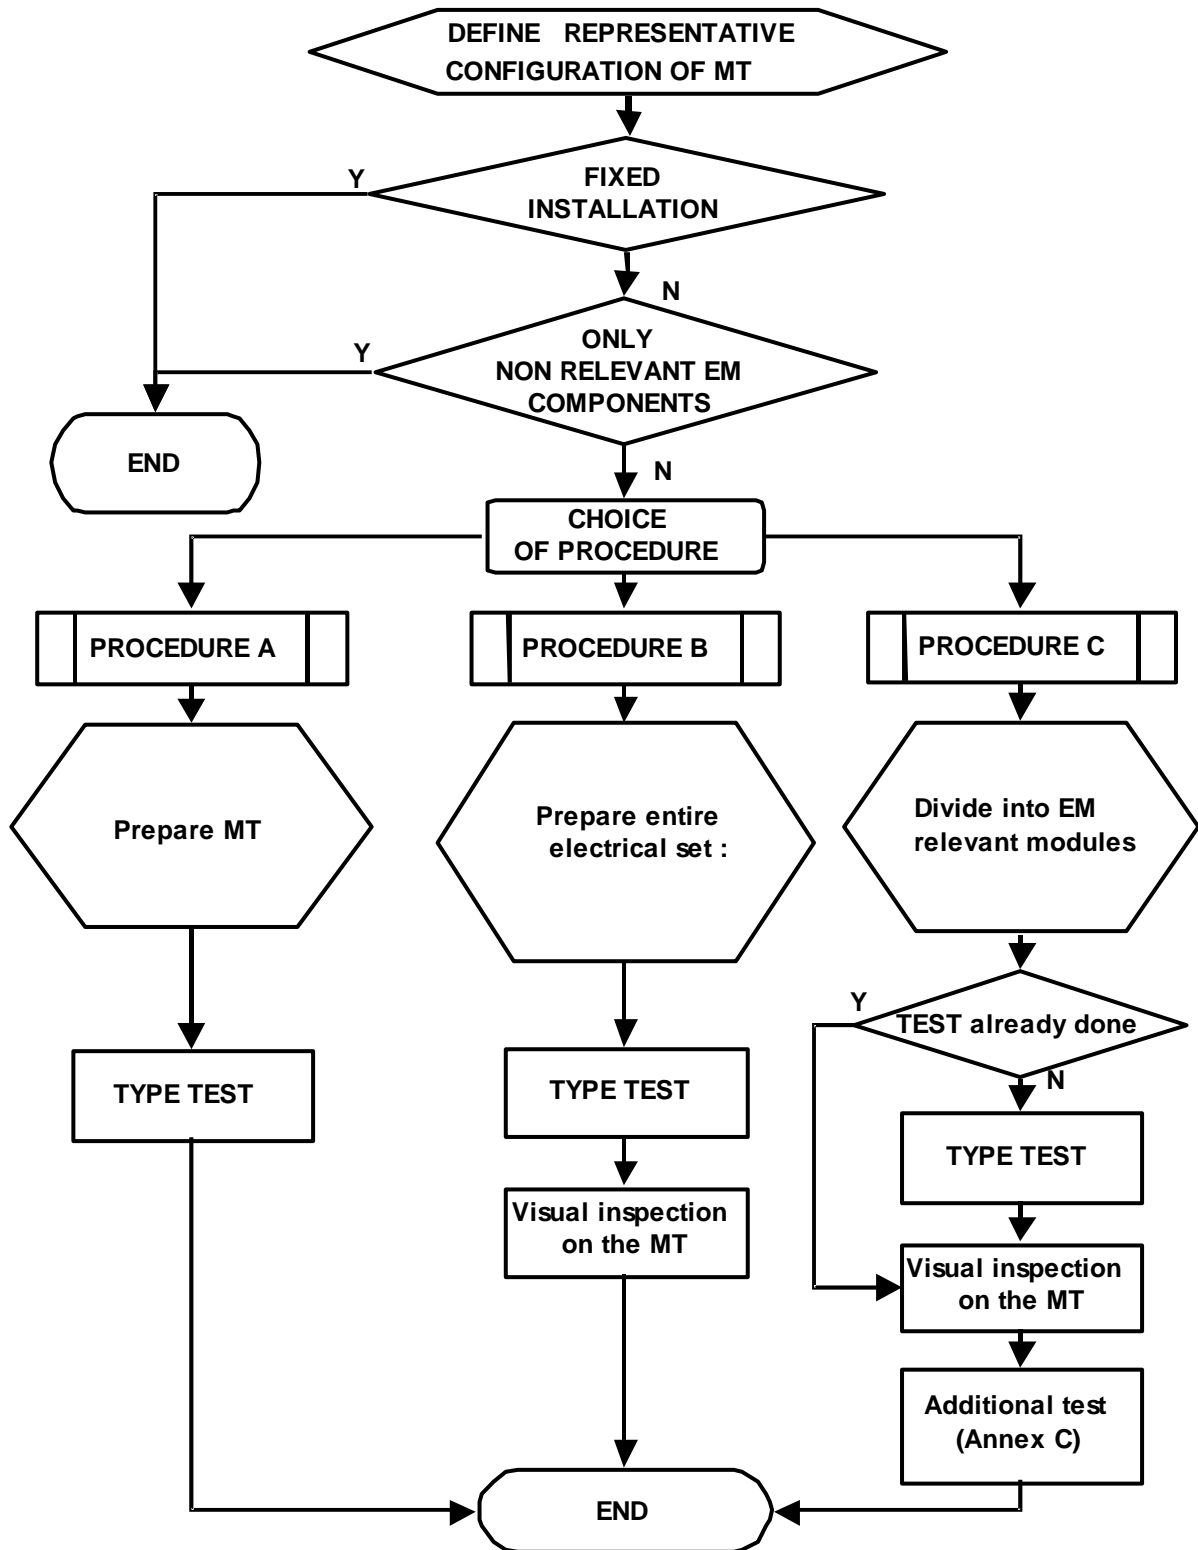 DEFINE REPRESENTATIVE
CONFIGURATION OF MT
FIXED
INSTALLATION
Y
N
ONLY
NON RELEVANT EM
COMPONENTS
Y
END
N
CHOICE
OF PROCEDURE
PROCEDURE A
PROCEDURE B
PROCEDURE C
Prepare MT
Prepare entire
electrical set :
Divide into EM
relevant modules
Y
TEST already done
N
TYPE TEST
TYPE TEST
TYPE TEST
Visual inspection
on the MT
Visual inspection
on the MT
Additional test
(Annex C)
END